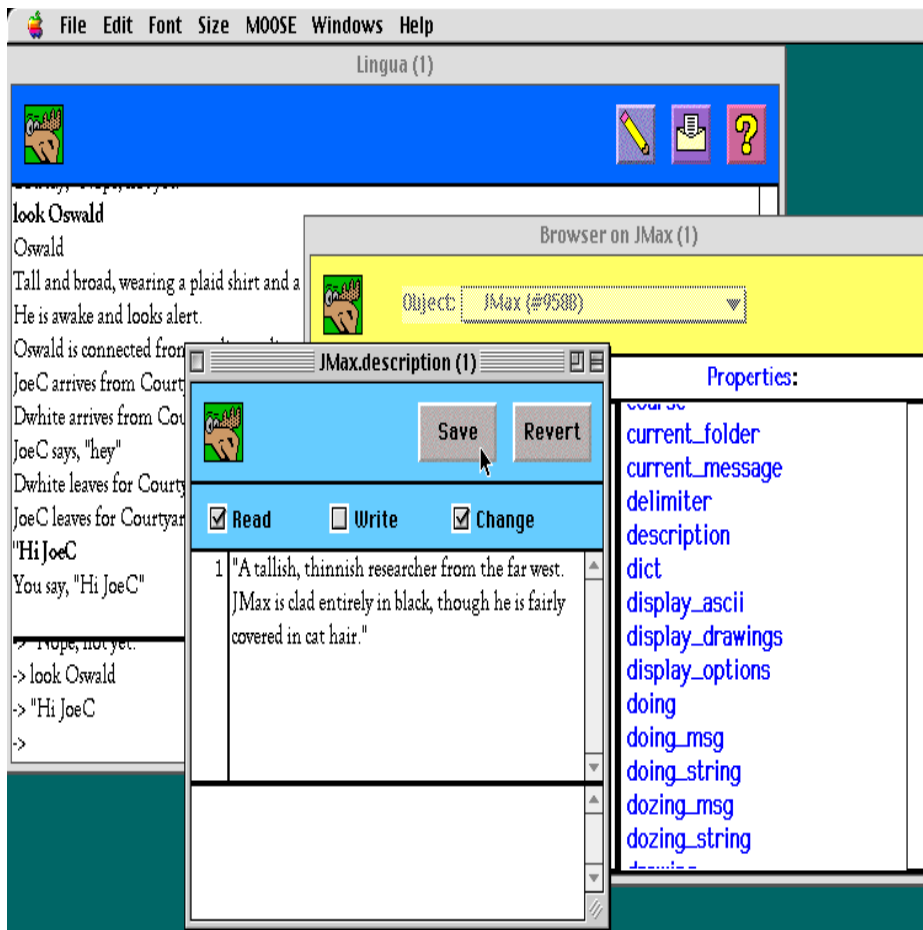 File Edit Font Size MOOSE Windows Help
Lingua (1)
look Oswald
Oswald
Tall and broad, wearing a plaid shirt and a
He is awake and looks alert.
Oswald is connected from
JoeC arrives from Court
Dwhite arrives from Cou
JoeC says, "hey"
Dwhite leaves for Courty
JoeC leaves for Courtyar
"Hi JoeC
You say, "Hi JoeC"
-> "Nope, not yet.
-> look Oswald
-> "Hi JoeC
->
Browser on JMax (1)
Object: JMax (#9588)
Properties:
course
current_folder
current_message
delimiter
description
dict
display_ascii
display_drawings
display_options
doing
doing_msg
doing_string
dozing_msg
dozing_string
JMax.description (1)
Save Revert
Read Write Change
1 "A tallish, thinnish researcher from the far west.
JMax is clad entirely in black, though he is fairly
covered in cat hair."